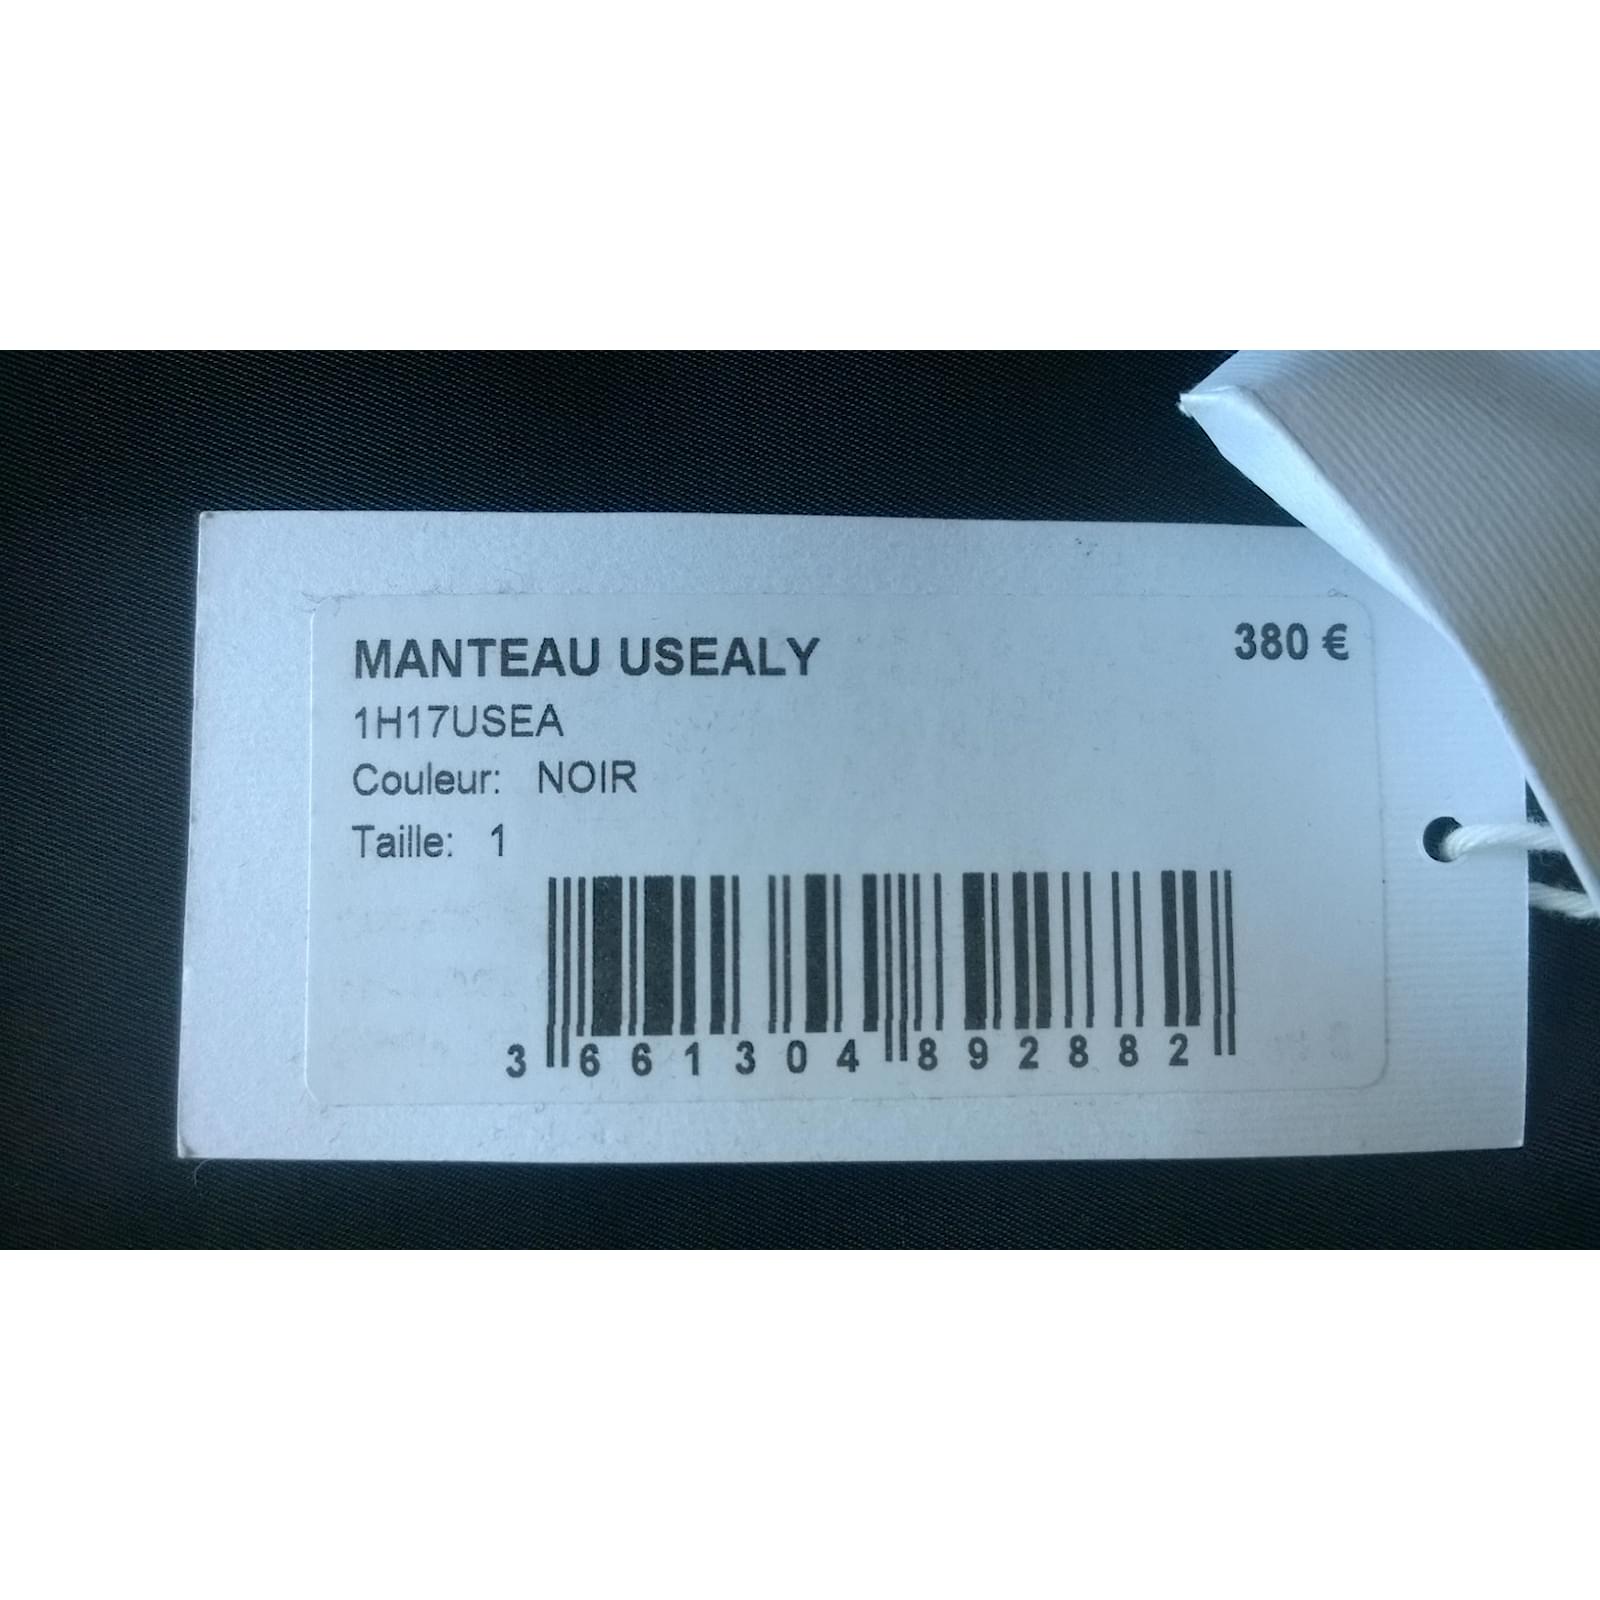 MANTEAU USEALY 380 €
1H17USEA
Couleur: NOIR
Taille: 1
3 661304 892882